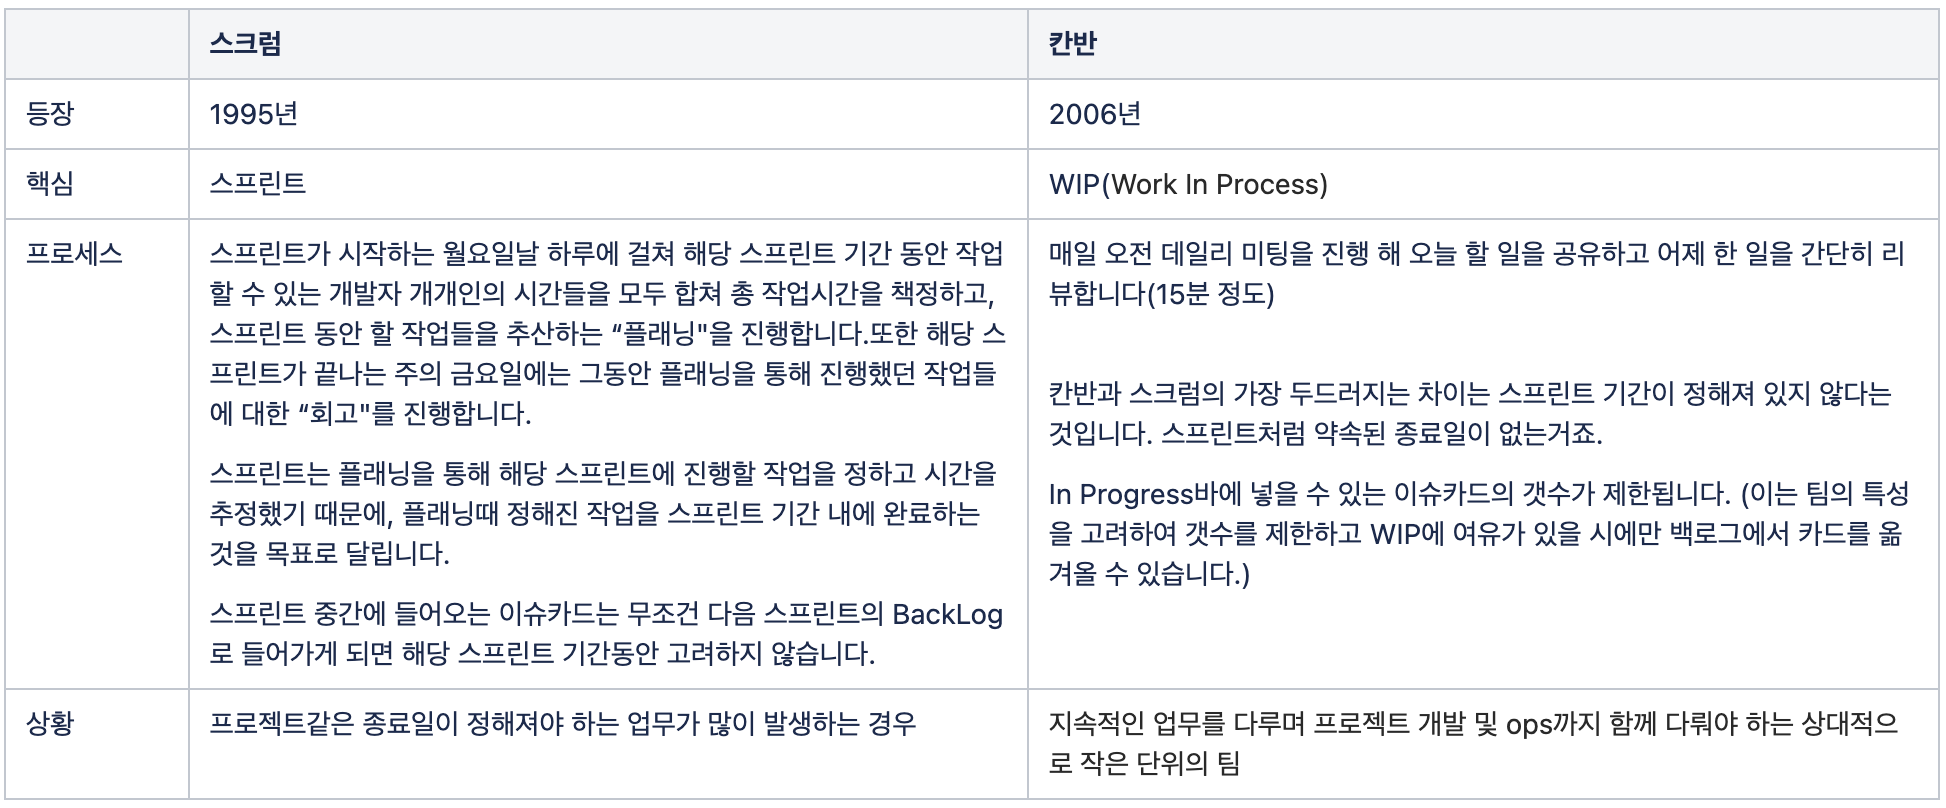 스크럼
칸반
등장
1995년
2006년
핵심
스프린트
WIP(Work In Process)
프로세스
스프린트가 시작하는 월요일날 하루에 걸쳐 해당 스프린트 기간 동안 작업
할 수 있는 개발자 개개인의 시간들을 모두 합쳐 총 작업시간을 책정하고,
스프린트 동안 할 작업들을 추산하는 “플래닝"을 진행합니다.또한 해당 스
프린트가 끝나는 주의 금요일에는 그동안 플래닝을 통해 진행했던 작업들
에 대한 “회고"를 진행합니다.
스프린트는 플래닝을 통해 해당 스프린트에 진행할 작업을 정하고 시간을
추정했기 때문에, 플래닝때 정해진 작업을 스프린트 기간 내에 완료하는
것을 목표로 달립니다.
스프린트 중간에 들어오는 이슈카드는 무조건 다음 스프린트의 BackLog
로 들어가게 되면 해당 스프린트 기간동안 고려하지 않습니다.
매일 오전 데일리 미팅을 진행 해 오늘 할 일을 공유하고 어제 한 일을 간단히 리
뷰합니다(15분 정도)
칸반과 스크럼의 가장 두드러지는 차이는 스프린트 기간이 정해져 있지 않다는
것입니다. 스프린트처럼 약속된 종료일이 없는거죠.
In Progress바에 넣을 수 있는 이슈카드의 갯수가 제한됩니다. (이는 팀의 특성
을 고려하여 갯수를 제한하고 WIP에 여유가 있을 시에만 백로그에서 카드를 옮
겨올 수 있습니다.)
상황
프로젝트같은 종료일이 정해져야 하는 업무가 많이 발생하는 경우
지속적인 업무를 다루며 프로젝트 개발 및 ops까지 함께 다뤄야 하는 상대적으
로 작은 단위의 팀